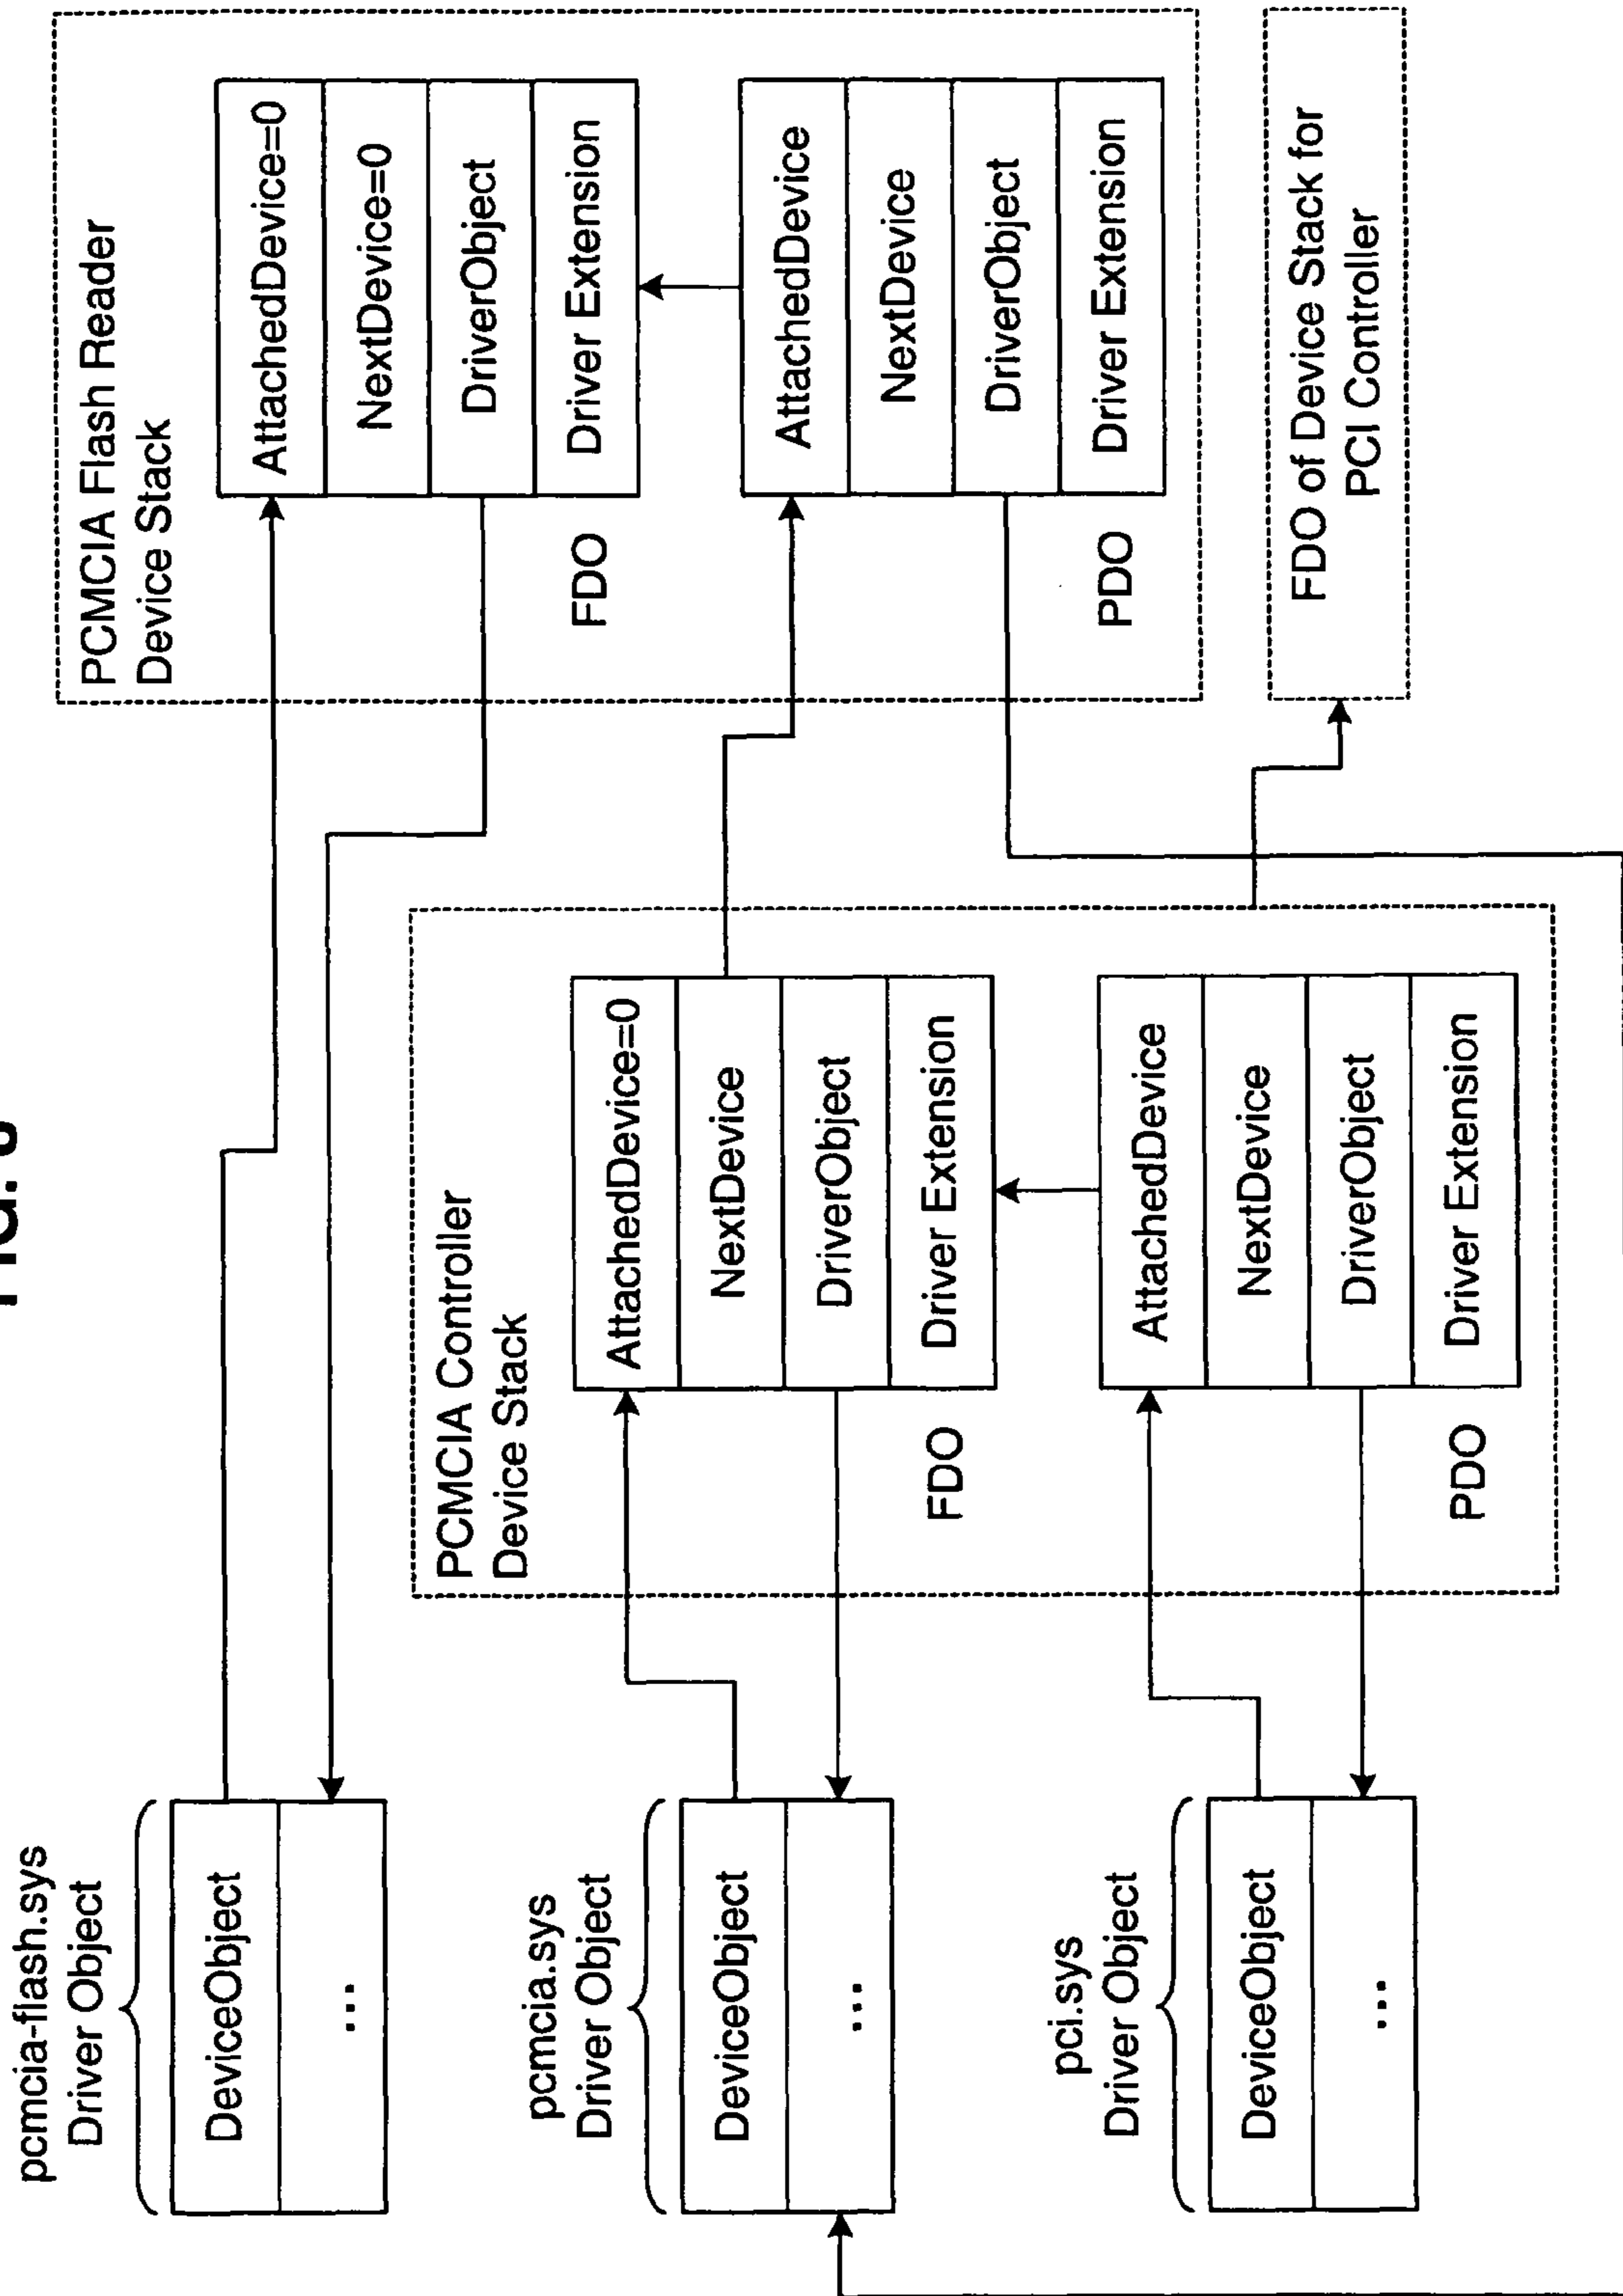 FIG.
pcmcia-flash.sys
Driver Object
DeviceObject
...
pcmcia.sys
Driver Object
DeviceObject
...
pci.sys
Driver Object
DeviceObject
...
PCMCIA Controller
Device Stack
AttachedDevice=0
NextDevice
DriverObject
Driver Extension
FDO
AttachedDevice
NextDevice
DriverObject
Driver Extension
PDO
PCMCIA Flash Reader
Device Stack
AttachedDevice=0
NextDevice=0
DriverObject
Driver Extension
FDO
AttachedDevice
NextDevice
DriverObject
Driver Extension
PDO
FDO of Device Stack for
PCI Controller